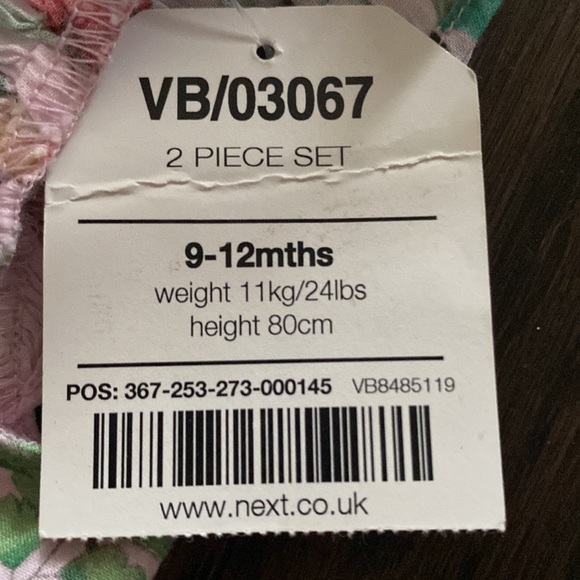 VB/03067
2 PIECE SET
9-12mths
weight 11kg/24lbs
height 80cm
POS: 367-253-273-000145 VB8485119
www.next.co.uk